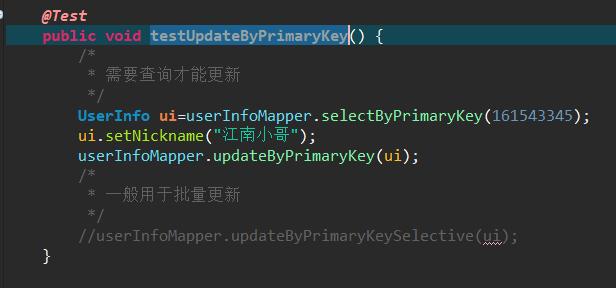 @Test
public void testUpdateByPrimaryKey() {
/*
* 需要查询才能更新
*/
UserInfo ui=userInfoMapper.selectByPrimaryKey(161543345);
ui.setNickname("江南小哥");
userInfoMapper.updateByPrimaryKey(ui);
/*
* 一般用于批量更新
*/
//userInfoMapper.updateByPrimaryKeySelective(ui);
}